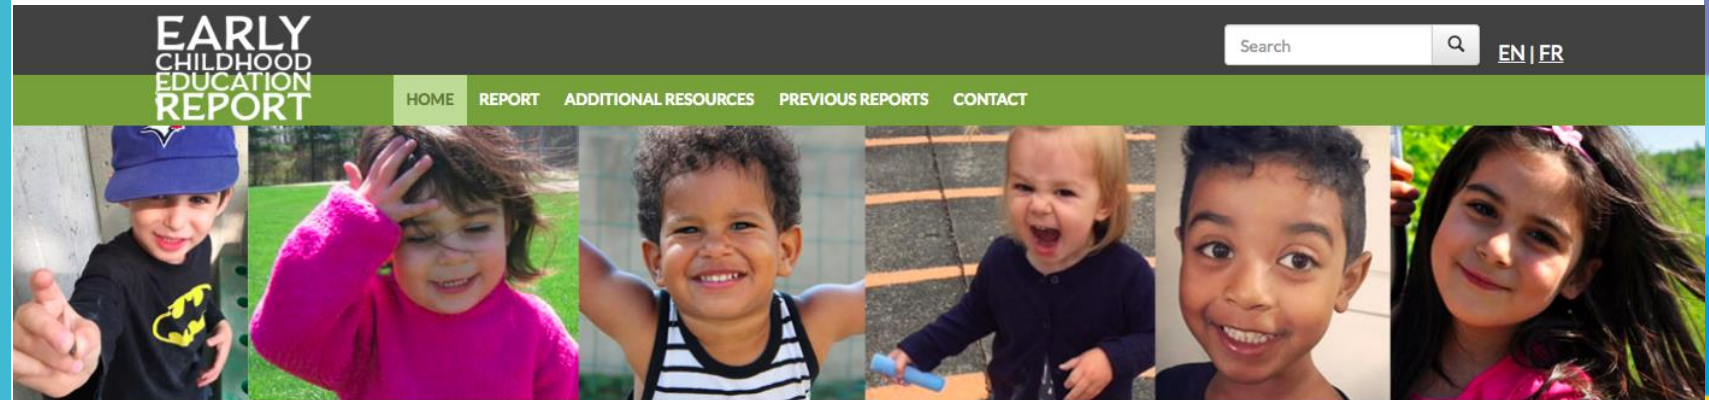 EARLY
CHILDHOOD
EDUCATION
REPORT
Search
EN | FR
HOME REPORT ADDITIONAL RESOURCES PREVIOUS REPORTS CONTACT